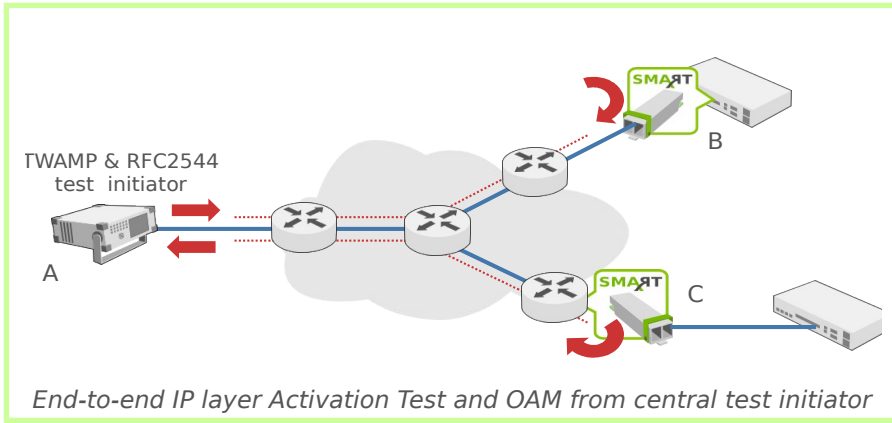 TWAMP & RFC2544
test initiator
A
SMART
x
B
SMART
x
C
End-to-end IP layer Activation Test and OAM from central test initiator